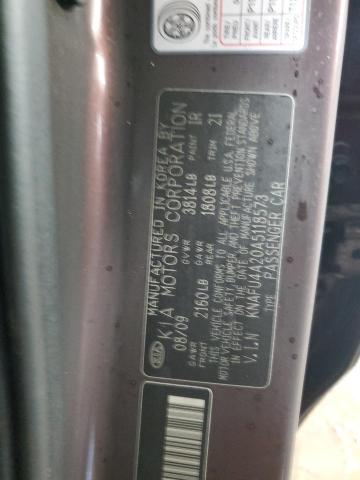 MANUFACTURED IN KOREA BY
KIA KIA MOTORS CORPORATION
08/09 GVWR 3814LB PAINT IR
GAWR FRONT 2160LB GAWR REAR 1808LB TRIM 21
THIS VEHICLE CONFORMS TO ALL APPLICABLE U.S.A. FEDERAL
MOTOR VEHICLE SAFETY, BUMPER, AND THEFT PREVENTION STANDARDS
IN EFFECT ON THE DATE OF MANUFACTURE SHOWN ABOVE
V.I.N KNAFU4A20A5118573
TYPE PASSENGER CAR